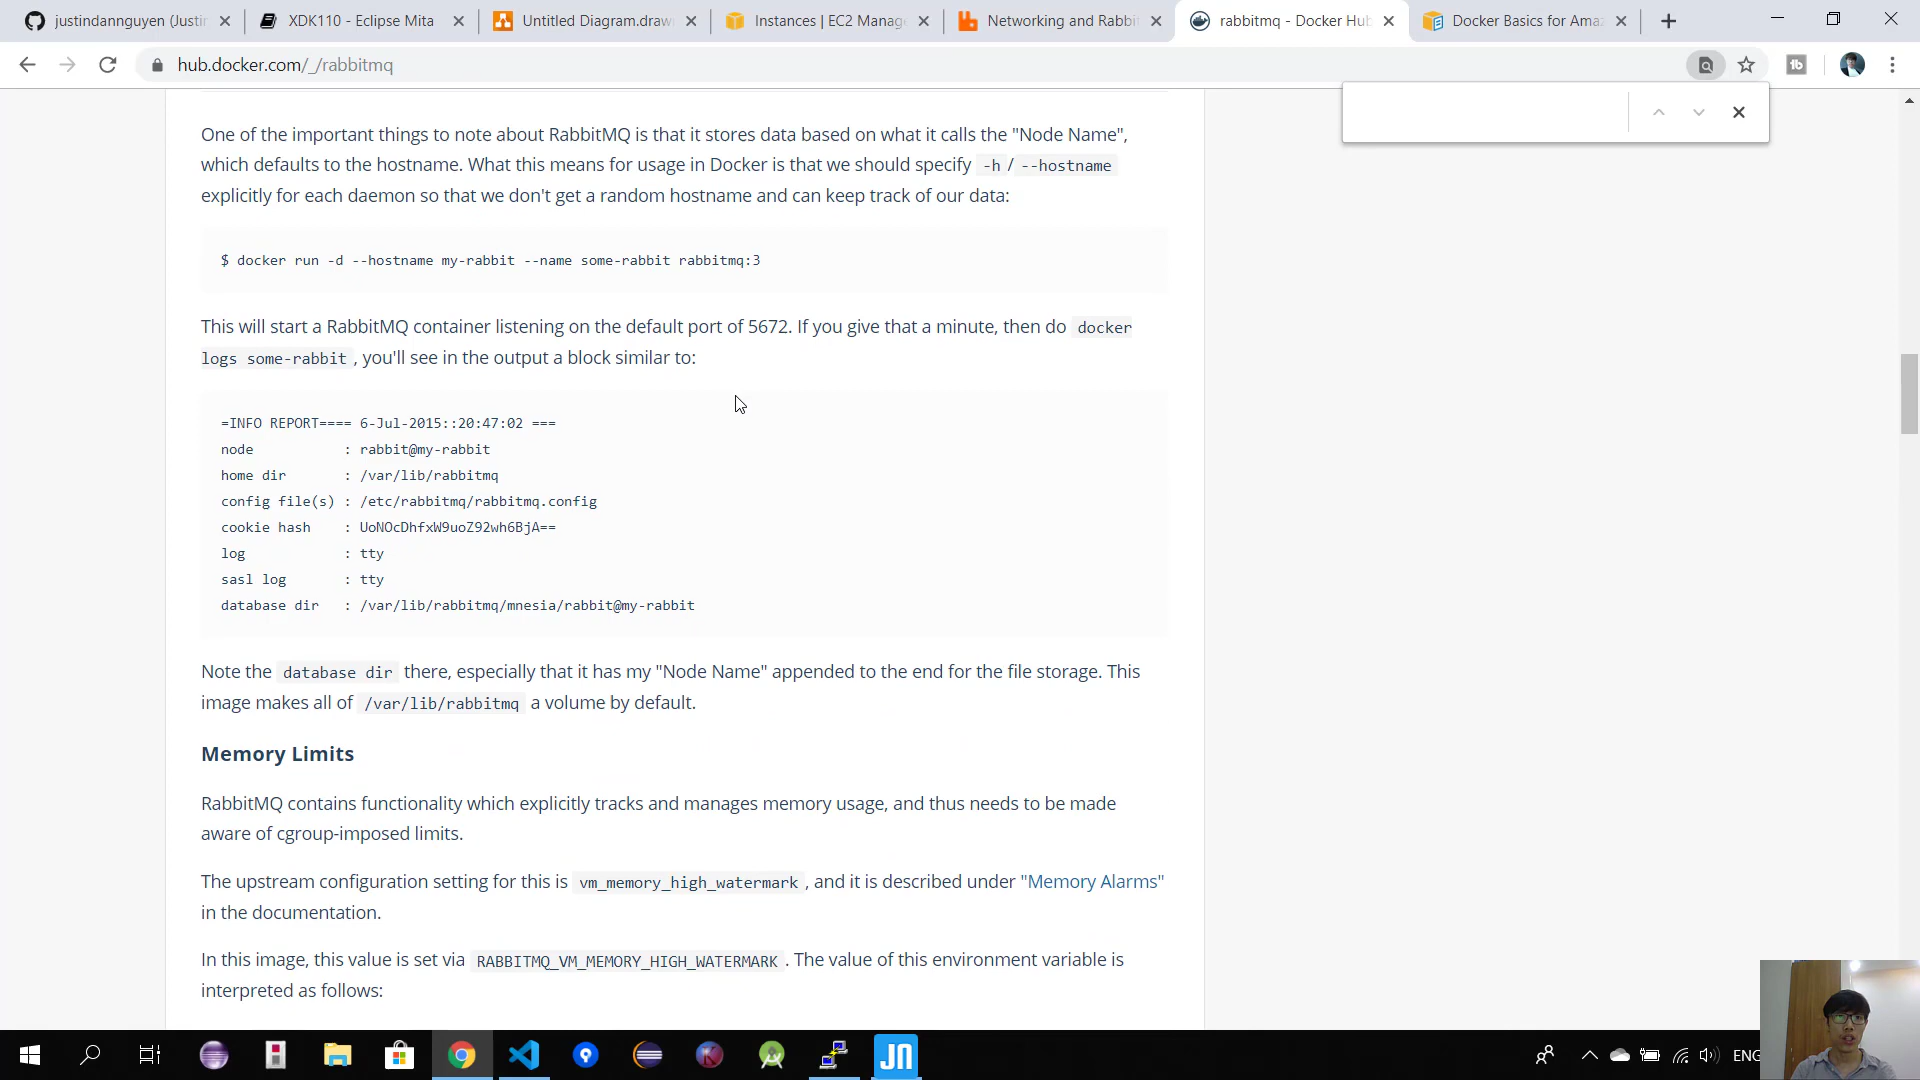 justindannguyen (Justin
XDK110 - Eclipse Mita
Untitled Diagram.draw
Instances | EC2 Manag
Networking and Rabbi
rabbitmq - Docker Hub
Docker Basics for Ama
hub.docker.com/_/rabbitmq
One of the important things to note about RabbitMQ is that it stores data based on what it calls the "Node Name",
which defaults to the hostname. What this means for usage in Docker is that we should specify -h / --hostname
explicitly for each daemon so that we don't get a random hostname and can keep track of our data:
$ docker run -d --hostname my-rabbit --name some-rabbit rabbitmq:3
This will start a RabbitMQ container listening on the default port of 5672. If you give that a minute, then do docker
logs some-rabbit , you'll see in the output a block similar to:
=INFO REPORT==== 6-Jul-2015::20:47:02 ===
node : rabbit@my-rabbit
home dir : /var/lib/rabbitmq
config file(s) : /etc/rabbitmq/rabbitmq.config
cookie hash : UoNOcDhfxW9uoZ92wh6BjA==
log : tty
sasl log : tty
database dir : /var/lib/rabbitmq/mnesia/rabbit@my-rabbit
Note the database dir there, especially that it has my "Node Name" appended to the end for the file storage. This
image makes all of /var/lib/rabbitmq a volume by default.
Memory Limits
RabbitMQ contains functionality which explicitly tracks and manages memory usage, and thus needs to be made
aware of cgroup-imposed limits.
The upstream configuration setting for this is vm_memory_high_watermark , and it is described under "Memory Alarms"
in the documentation.
In this image, this value is set via RABBITMQ_VM_MEMORY_HIGH_WATERMARK . The value of this environment variable is
interpreted as follows:
JN
ENG